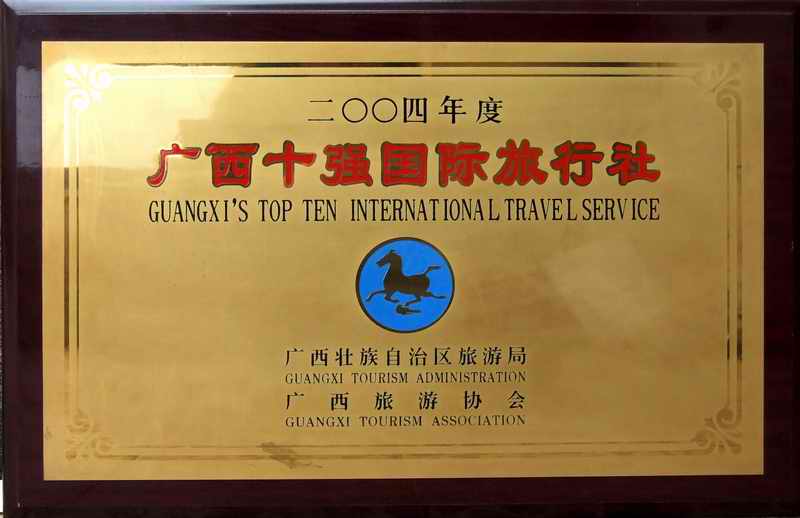 二〇〇四年度
广西十强国际旅行社
GUANGXI'S TOP TEN INTERNATIONAL TRAVEL SERVICE
广西壮族自治区旅游局
GUANGXI TOURISM ADMINISTRATION
广西旅游协会
GUANGXI TOURISM ASSOCIATION